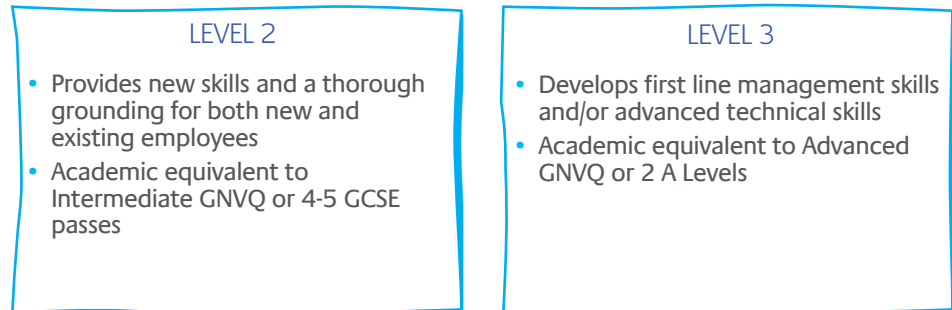 LEVEL 2
• Provides new skills and a thorough
grounding for both new and
existing employees
• Academic equivalent to
Intermediate GNVQ or 4-5 GCSE
passes
LEVEL 3
• Develops first line management skills
and/or advanced technical skills
• Academic equivalent to Advanced
GNVQ or 2 A Levels